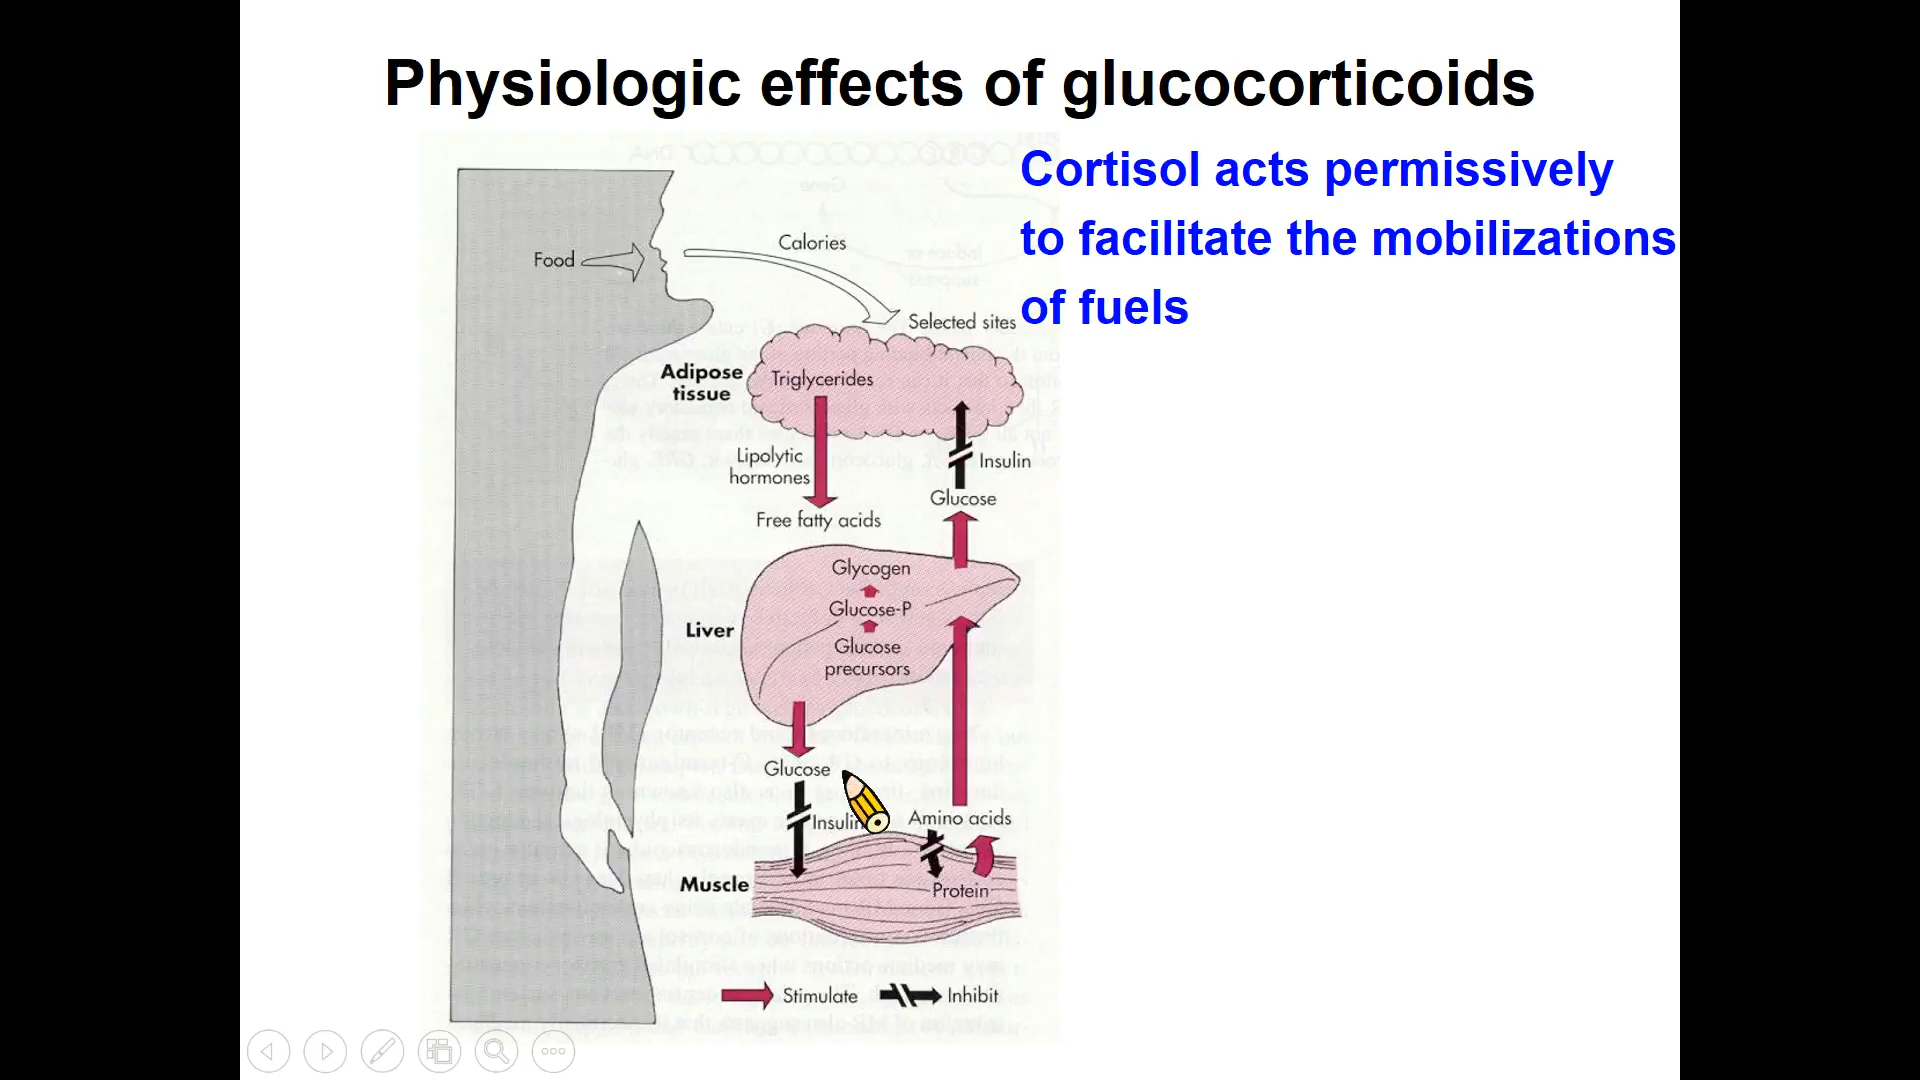 Physiologic effects of glucocorticoids
Cortisol acts permissively
to facilitate the mobilizations
of fuels
Food
Calories
Selected sites
Adipose
tissue
Triglycerides
Lipolytic
hormones
Insulin
Glucose
Free fatty acids
Liver
Glycogen
Glucose-P
Glucose
precursors
Glucose
Insulin
Amino acids
Muscle
Protein
Stimulate
Inhibit